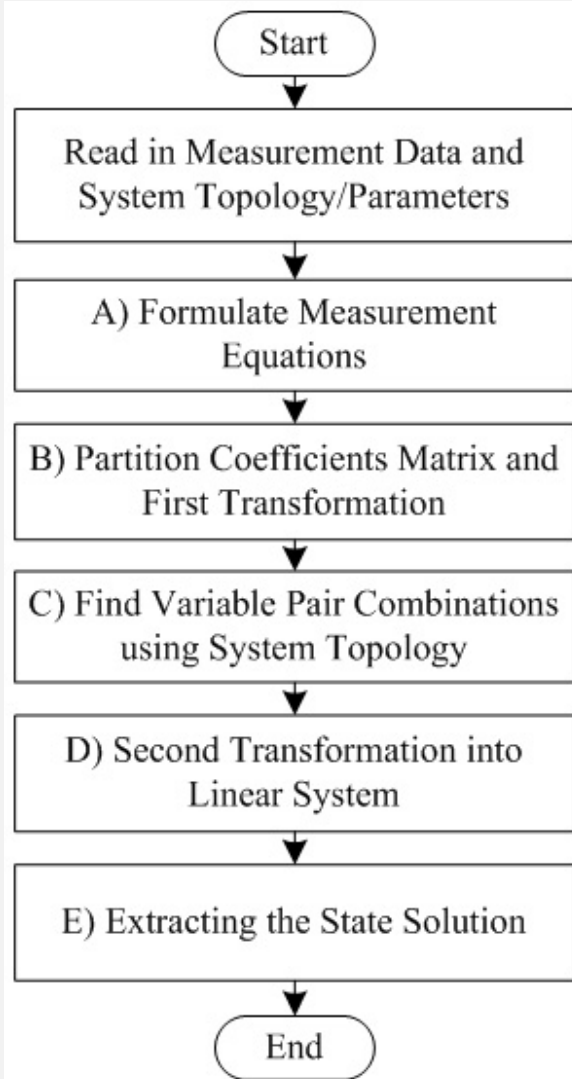 Start
Read in Measurement Data and
System Topology/Parameters
A) Formulate Measurement
Equations
B) Partition Coefficients Matrix and
First Transformation
C) Find Variable Pair Combinations
using System Topology
D) Second Transformation into
Linear System
E) Extracting the State Solution
End